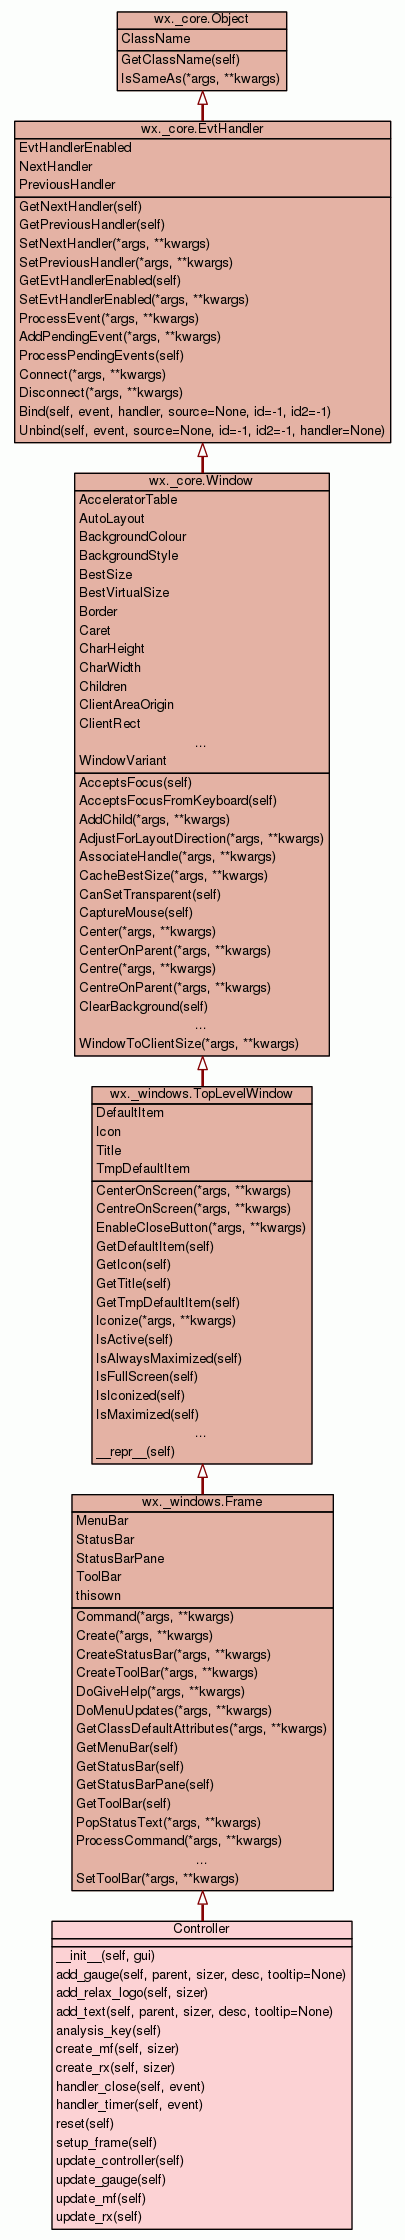 wx._core.Object
ClassName
GetClassName(self)
IsSameAs(*args, **kwargs)
wx._core.EvtHandler
EvtHandlerEnabled
NextHandler
PreviousHandler
GetNextHandler(self)
GetPreviousHandler(self)
SetNextHandler(*args, **kwargs)
SetPreviousHandler(*args, **kwargs)
GetEvtHandlerEnabled(self)
SetEvtHandlerEnabled(*args, **kwargs)
ProcessEvent(*args, **kwargs)
AddPendingEvent(*args, **kwargs)
ProcessPendingEvents(self)
Connect(*args, **kwargs)
Disconnect(*args, **kwargs)
Bind(self, event, handler, source=None, id=-1, id2=-1)
Unbind(self, event, source=None, id=-1, id2=-1, handler=None)
wx._core.Window
AcceleratorTable
AutoLayout
BackgroundColour
BackgroundStyle
BestSize
BestVirtualSize
Border
Caret
CharHeight
CharWidth
Children
ClientAreaOrigin
ClientRect
...
WindowVariant
AcceptsFocus(self)
AcceptsFocusFromKeyboard(self)
AddChild(*args, **kwargs)
AdjustForLayoutDirection(*args, **kwargs)
AssociateHandle(*args, **kwargs)
CacheBestSize(*args, **kwargs)
CanSetTransparent(self)
CaptureMouse(self)
Center(*args, **kwargs)
CenterOnParent(*args, **kwargs)
Centre(*args, **kwargs)
CentreOnParent(*args, **kwargs)
ClearBackground(self)
...
WindowToClientSize(*args, **kwargs)
wx._windows.TopLevelWindow
DefaultItem
Icon
Title
TmpDefaultItem
CenterOnScreen(*args, **kwargs)
CentreOnScreen(*args, **kwargs)
EnableCloseButton(*args, **kwargs)
GetDefaultItem(self)
GetIcon(self)
GetTitle(self)
GetTmpDefaultItem(self)
Iconize(*args, **kwargs)
IsActive(self)
IsAlwaysMaximized(self)
IsFullScreen(self)
IsIconized(self)
IsMaximized(self)
...
__repr__(self)
wx._windows.Frame
MenuBar
StatusBar
StatusBarPane
ToolBar
thisown
Command(*args, **kwargs)
Create(*args, **kwargs)
CreateStatusBar(*args, **kwargs)
CreateToolBar(*args, **kwargs)
DoGiveHelp(*args, **kwargs)
DoMenuUpdates(*args, **kwargs)
GetClassDefaultAttributes(*args, **kwargs)
GetMenuBar(self)
GetStatusBar(self)
GetStatusBarPane(self)
GetToolBar(self)
PopStatusText(*args, **kwargs)
ProcessCommand(*args, **kwargs)
...
SetToolBar(*args, **kwargs)
Controller
__init__(self, gui)
add_gauge(self, parent, sizer, desc, tooltip=None)
add_relax_logo(self, sizer)
add_text(self, parent, sizer, desc, tooltip=None)
analysis_key(self)
create_mf(self, sizer)
create_rx(self, sizer)
handler_close(self, event)
handler_timer(self, event)
reset(self)
setup_frame(self)
update_controller(self)
update_gauge(self)
update_mf(self)
update_rx(self)